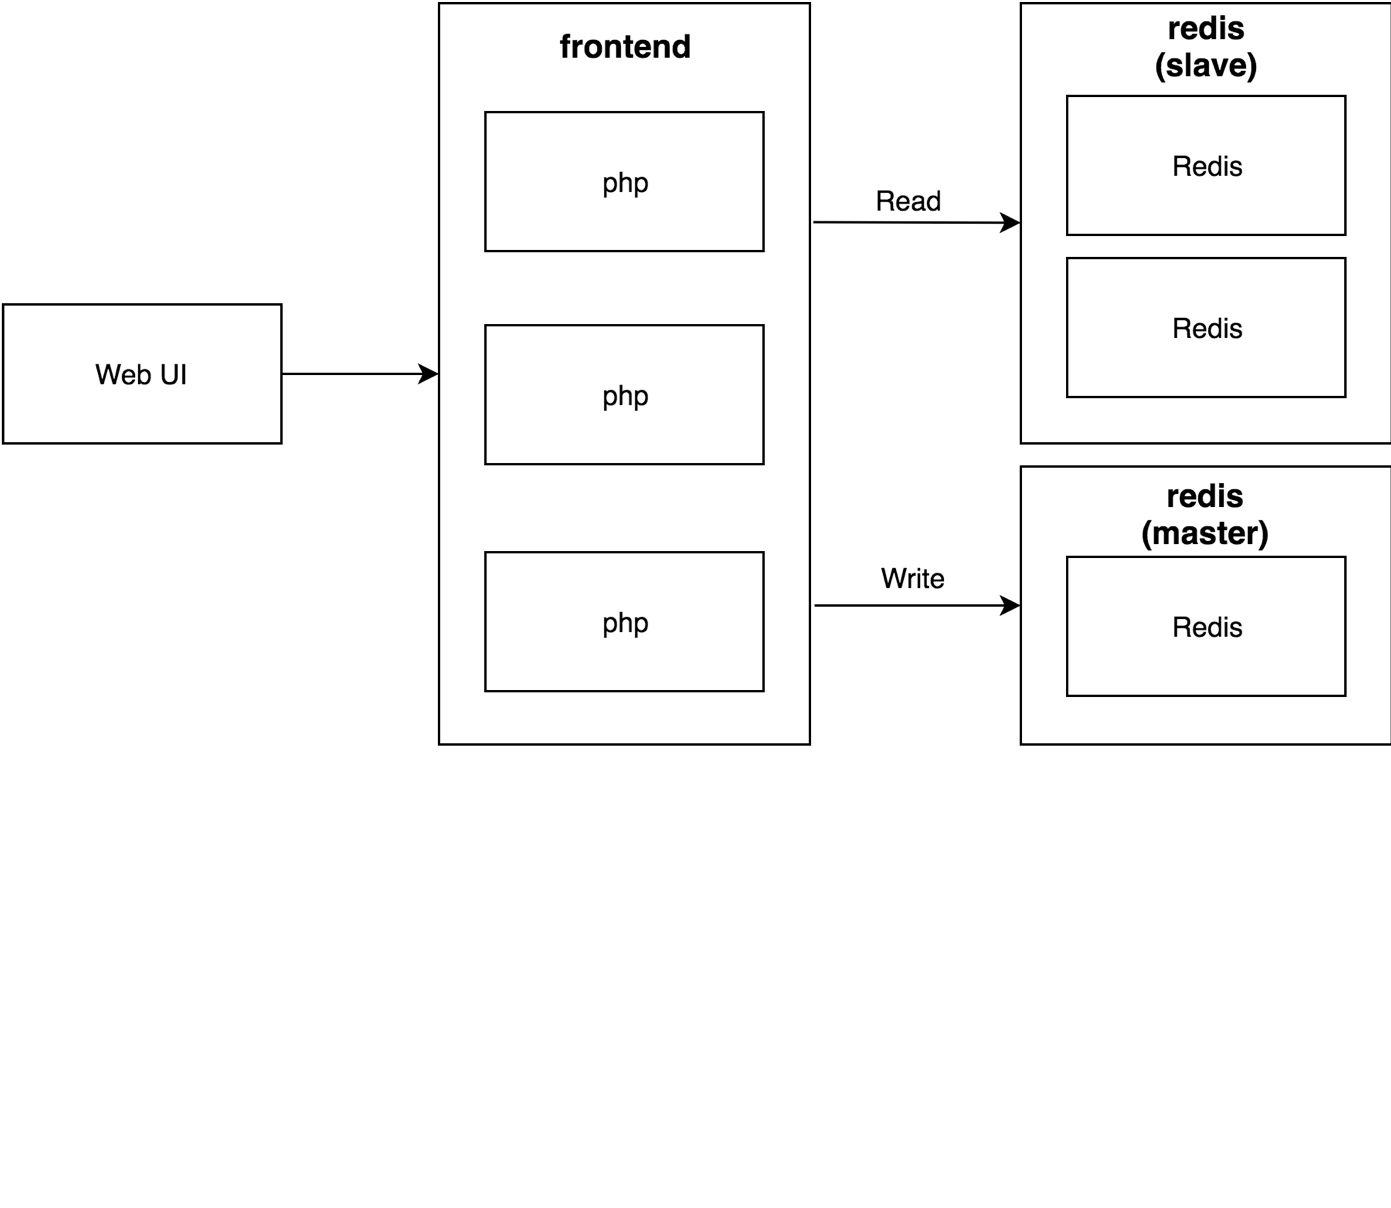 Web UI
frontend
php
php
php
Read
Write
redis
(slave)
Redis
Redis
redis
(master)
Redis